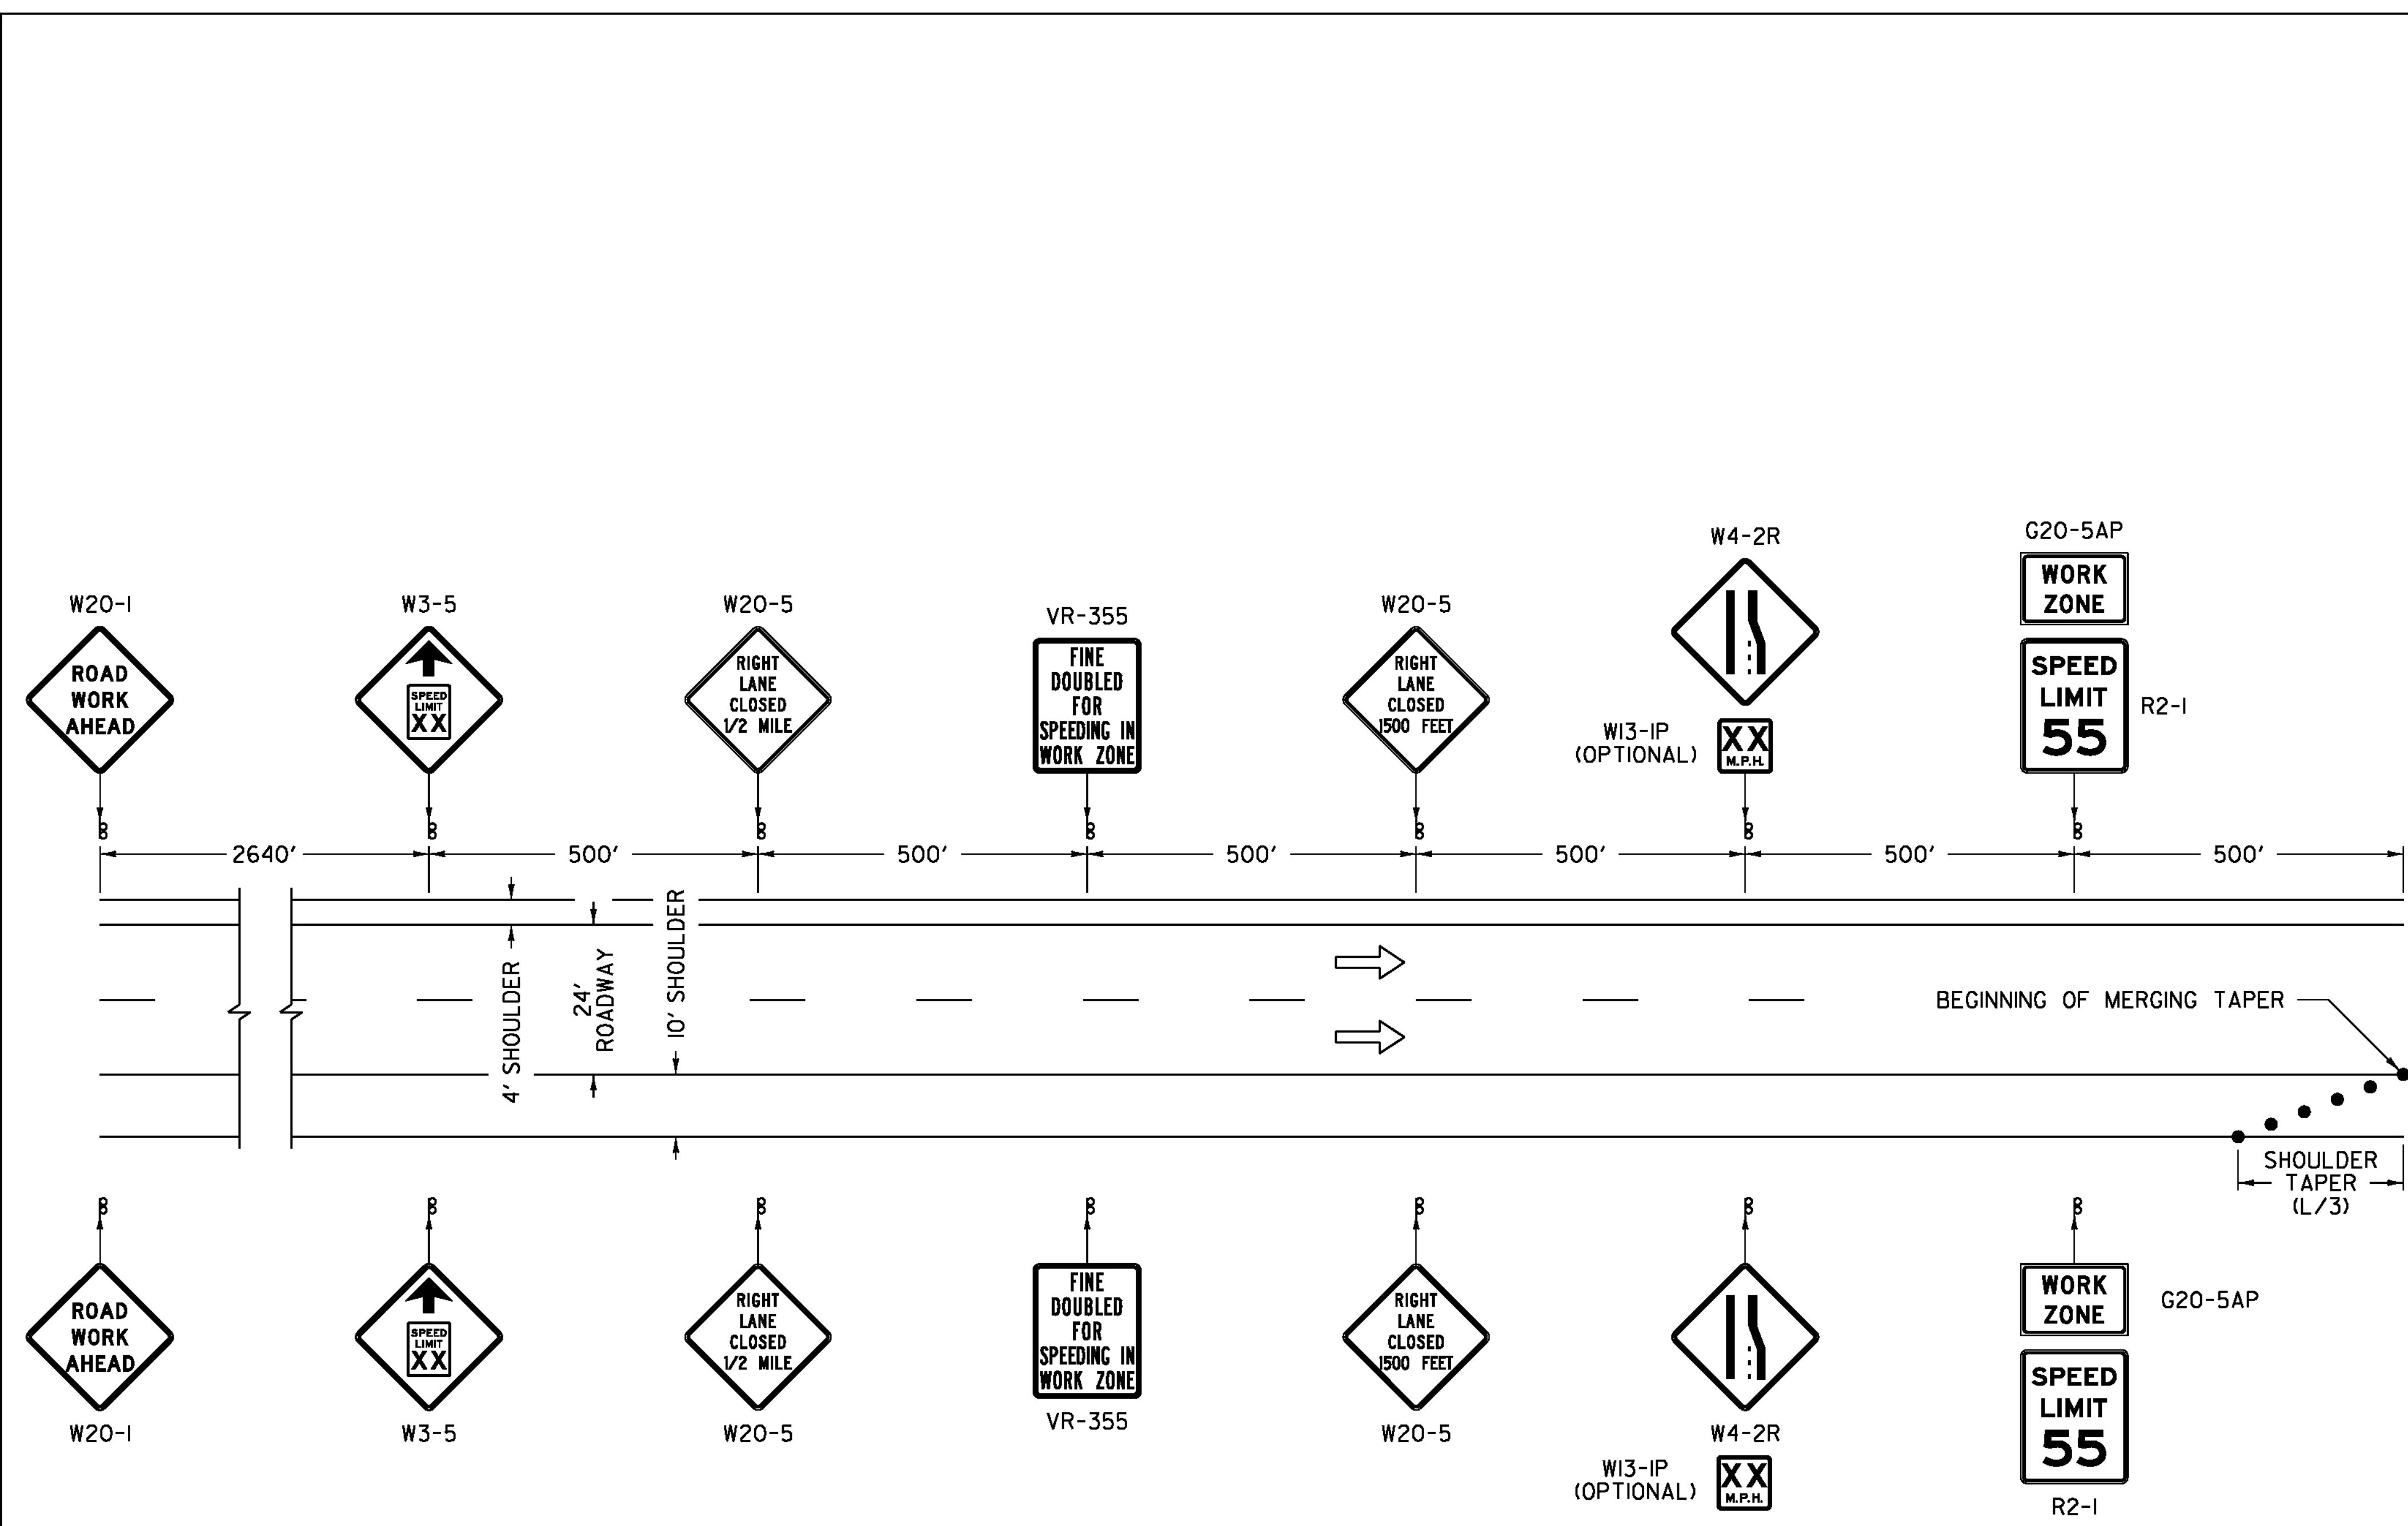 G20-5AP
W4-2R
WORK
ZONE
W20-1
W3-5
W20-5
VR-355
W20-5
ROAD
WORK
AHEAD
SPEED
LIMIT
XX
RIGHT
LANE
CLOSED
1/2 MILE
FINE
DOUBLED
FOR
SPEEDING IN
WORK ZONE
RIGHT
LANE
CLOSED
1500 FEET
W13-1P
(OPTIONAL)
XX
M.P.H.
SPEED
LIMIT
55
R2-1
2640'
500'
500'
500'
500'
500'
500'
4' SHOULDER
24'
ROADWAY
10' SHOULDER
BEGINNING OF MERGING TAPER
SHOULDER
TAPER
(L/3)
ROAD
WORK
AHEAD
SPEED
LIMIT
XX
RIGHT
LANE
CLOSED
1/2 MILE
FINE
DOUBLED
FOR
SPEEDING IN
WORK ZONE
RIGHT
LANE
CLOSED
1500 FEET
WORK
ZONE
G20-5AP
SPEED
LIMIT
55
W20-1
W3-5
W20-5
VR-355
W20-5
W4-2R
W13-1P
(OPTIONAL)
XX
M.P.H.
R2-1